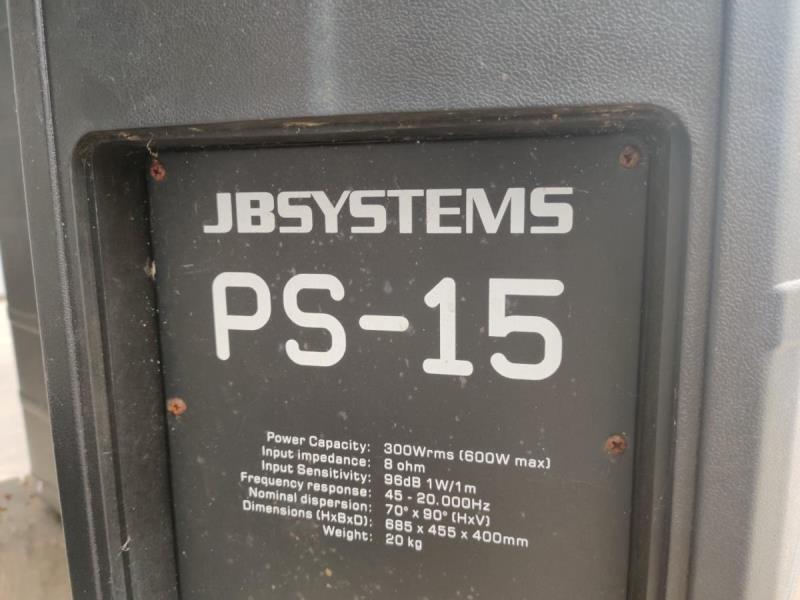 JBSYSTEMS
PS-15
Power Capacity: 300Wrms (600W max)
Input impedance: 8 ohm
Input Sensitivity: 96dB 1W/1m
Frequency response: 45 - 20.000Hz
Nominal dispersion: 70° x 90° (HxV)
Dimensions (HxBxD): 685 x 455 x 400mm
Weight: 20 kg